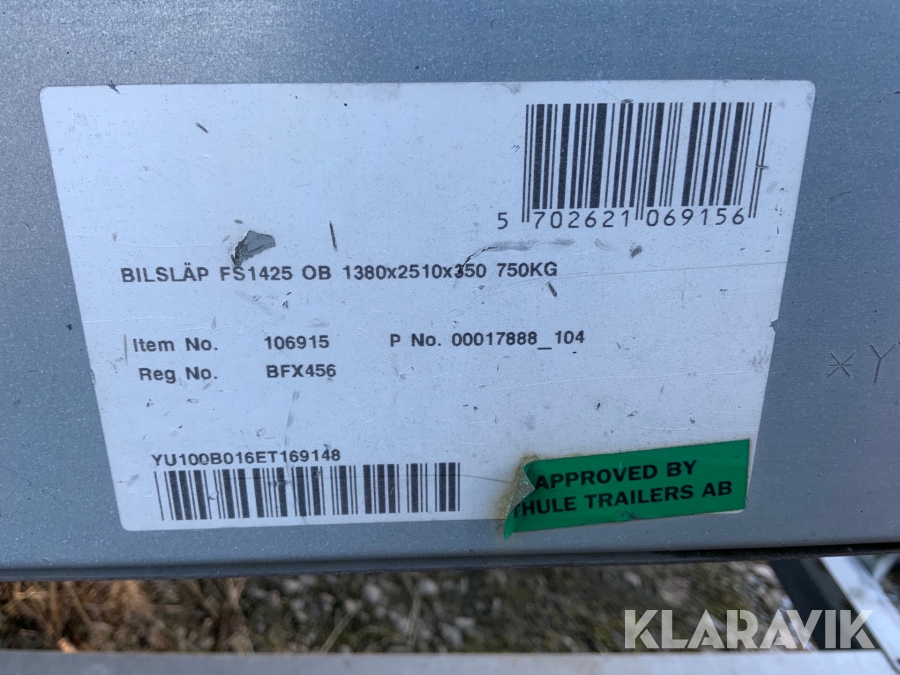 5 702621 069156
BILSLÄP FS1425 OB 1380x2510x350 750KG
Item No. 106915 P No. 00017888_104
Reg No. BFX456
YU100B016ET169148
APPROVED BY
THULE TRAILERS AB
*Y
KLARAVIK